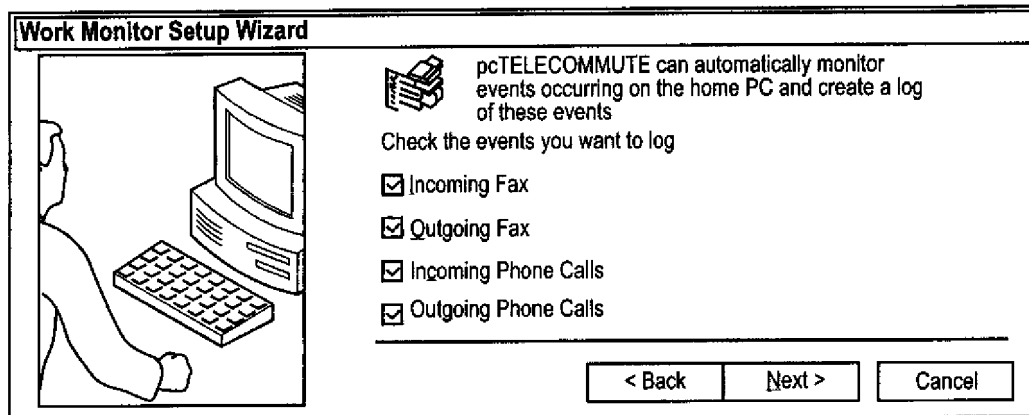 Work Monitor Setup Wizard
pcTELECOMMUTE can automatically monitor
events occurring on the home PC and create a log
of these events
Check the events you want to log
Incoming Fax
Outgoing Fax
Incoming Phone Calls
Outgoing Phone Calls
< Back
Next >
Cancel